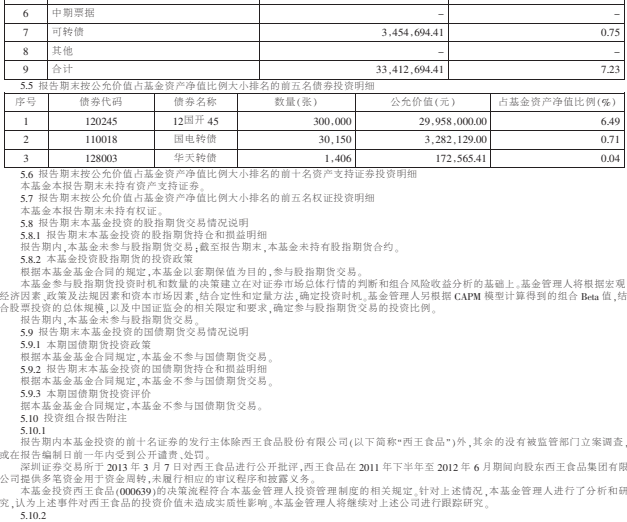 6 中期票据 – –
7 可转债 3,454,694.41 0.75
8 其他 – –
9 合计 33,412,694.41 7.23
5.5 报告期末按公允价值占基金资产净值比例大小排名的前五名债券投资明细
序号 债券代码 债券名称 数量(张) 公允价值(元) 占基金资产净值比例(%)
1 120245 12国开 45 300,000 29,958,000.00 6.49
2 110018 国电转债 30,150 3,282,129.00 0.71
3 128003 华天转债 1,406 172,565.41 0.04
5.6 报告期末按公允价值占基金资产净值比例大小排名的前十名资产支持证券投资明细
本基金本报告期末未持有资产支持证券。
5.7 报告期末按公允价值占基金资产净值比例大小排名的前五名权证投资明细
本基金本报告期末未持有权证。
5.8 报告期末本基金投资的股指期货交易情况说明
5.8.1 报告期末本基金投资的股指期货持仓和损益明细
报告期内,本基金未参与股指期货交易;截至报告期末,本基金未持有股指期货合约。
5.8.2 本基金投资股指期货的投资政策
根据本基金基金合同的规定,本基金以套期保值为目的,参与股指期货交易。
本基金参与股指期货投资时机和数量的决策建立在对证券市场总体行情的判断和组合风险收益分析的基础上。基金管理人将根据宏观
经济因素、政策及法规因素和资本市场因素,结合定性和定量方法,确定投资时机。基金管理人另根据 CAPM 模型计算得到的组合 Beta 值,结
合股票投资的总体规模,以及中国证监会的相关限定和要求,确定参与股指期货交易的投资比例。
报告期内,本基金未参与股指期货交易。
5.9 报告期末本基金投资的国债期货交易情况说明
5.9.1 本期国债期货投资政策
根据本基金基金合同规定,本基金不参与国债期货交易。
5.9.2 报告期末本基金投资的国债期货持仓和损益明细
根据本基金基金合同规定,本基金不参与国债期货交易。
5.9.3 本期国债期货投资评价
据本基金基金合同规定,本基金不参与国债期货交易。
5.10 投资组合报告附注
5.10.1
报告期内本基金投资的前十名证券的发行主体除西王食品股份有限公司(以下简称“西王食品”)外,其余的没有被监管部门立案调查,
或在报告编制日前一年内受到公开谴责,处罚。
深圳证券交易所于 2013 年 3 月 7 日对西王食品进行公开批评,西王食品在 2011 年下半年至 2012 年 6 月期间向股东西王食品集团有限
公司提供多笔资金用于资金周转,未履行相应的审议程序和披露义务。
本基金投资西王食品(000639)的决策流程符合本基金管理人投资管理制度的相关规定。针对上述情况,本基金管理人进行了分析和研
究,认为上述事件对西王食品的投资价值未造成实质性影响。本基金管理人将继续对上述公司进行跟踪研究。
5.10.2